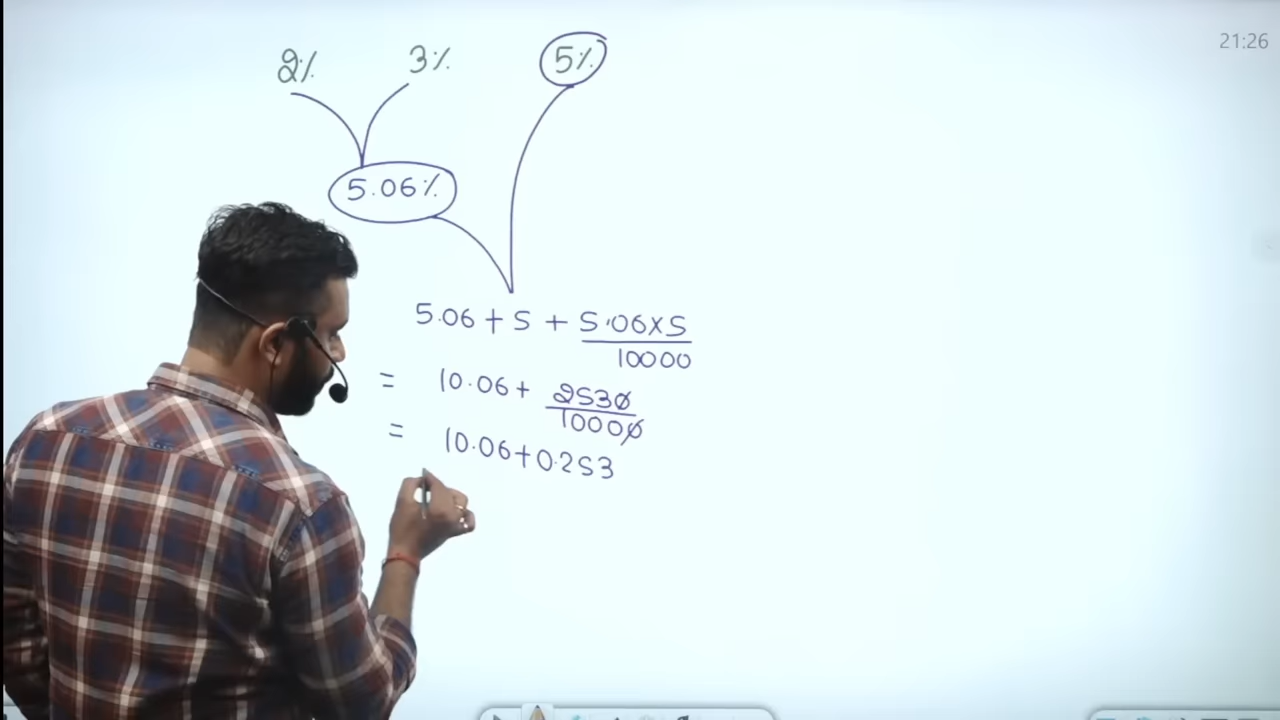 21:26
2% 3% 5%
5.06%
5.06 + 5 + 5.06×5/10000
= 10.06 + 2530/10000
= 10.06+0.253